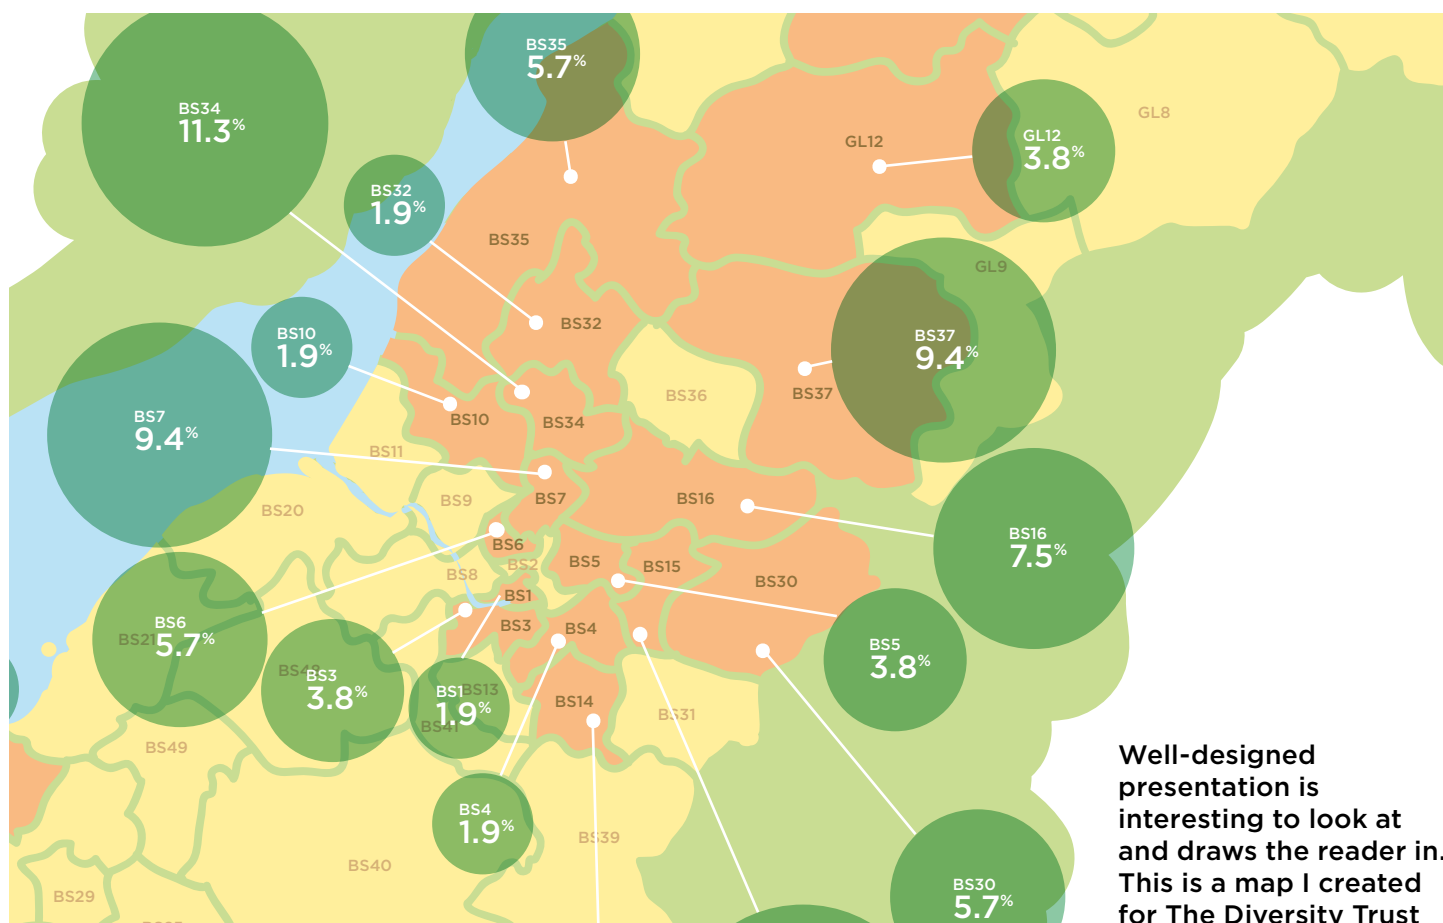 BS35
5.7%
BS34
11.3%
GL8
GL12
3.8%
GL12
BS32
1.9%
BS35
GL9
BS32
BS10
1.9%
BS37
9.4%
BS37
BS36
BS7
9.4%
BS10
BS34
BS11
BS9
BS7
BS16
BS20
BS16
7.5%
BS6
BS2
BS5
BS15
BS8
BS30
BS1
BS6
5.7%
BS21
BS3
BS4
BS5
3.8%
BS48
BS3
3.8%
BS1
1.9%
BS13
BS41
BS14
BS31
BS49
Well-designed
presentation is
interesting to look at
and draws the reader in.
This is a map I created
for The Diversity Trust
BS4
1.9%
BS39
BS40
BS29
BS30
5.7%